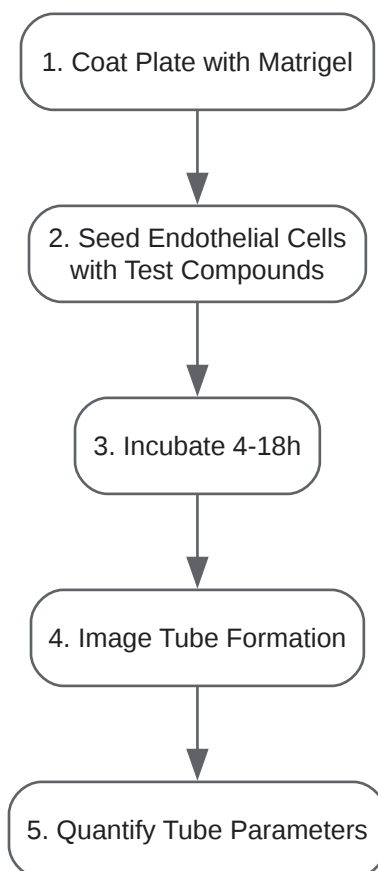 1. Coat Plate with Matrigel
2. Seed Endothelial Cells
with Test Compounds
3. Incubate 4-18h
4. Image Tube Formation
5. Quantify Tube Parameters